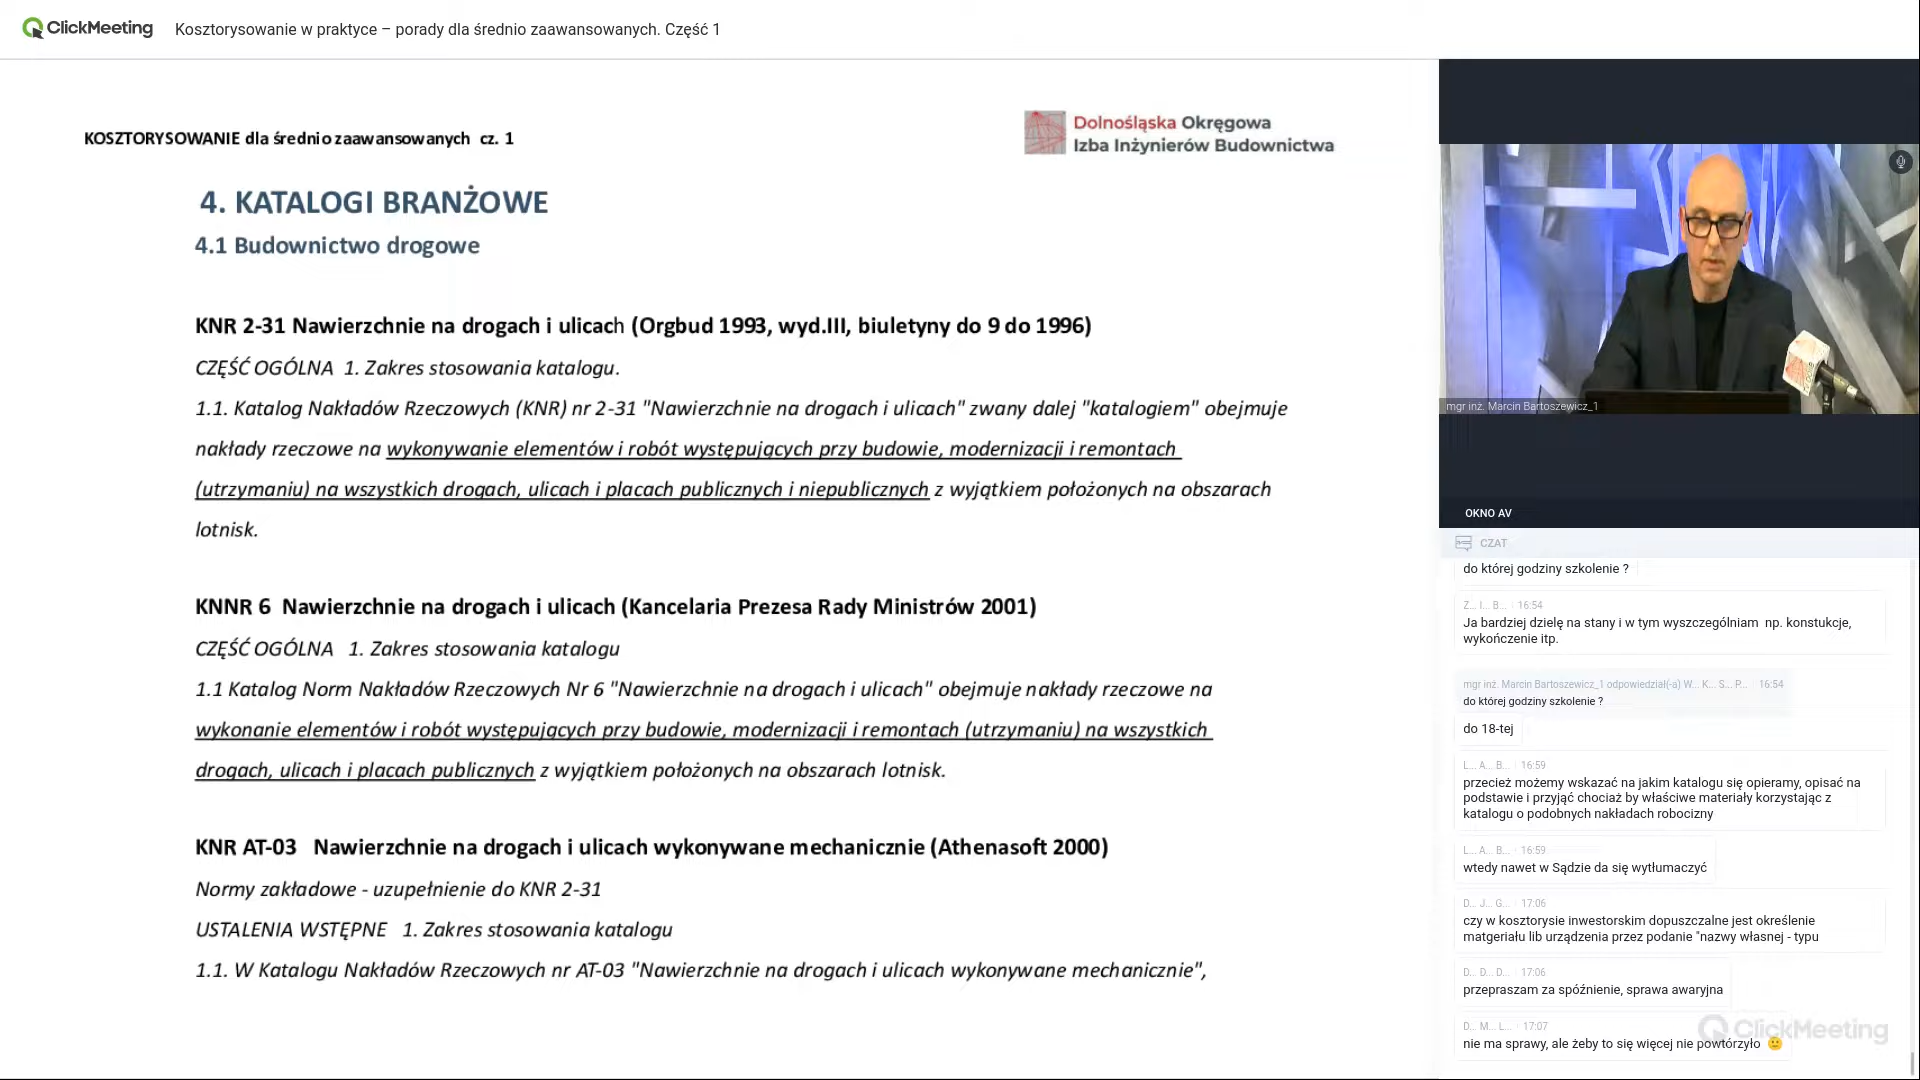 ClickMeeting
Kosztorysowanie w praktyce – porady dla średnio zaawansowanych. Część 1
KOSZTORYSOWANIE dla średnio zaawansowanych cz. 1
Dolnośląska Okręgowa
Izba Inżynierów Budownictwa
4. KATALOGI BRANŻOWE
4.1 Budownictwo drogowe
KNR 2-31 Nawierzchnie na drogach i ulicach (Orgbud 1993, wyd.III, biuletyny do 9 do 1996)
CZĘŚĆ OGÓLNA 1. Zakres stosowania katalogu.
1.1. Katalog Nakładów Rzeczowych (KNR) nr 2-31 "Nawierzchnie na drogach i ulicach" zwany dalej "katalogiem" obejmuje
nakłady rzeczowe na wykonywanie elementów i robót występujących przy budowie, modernizacji i remontach
(utrzymaniu) na wszystkich drogach, ulicach i placach publicznych i niepublicznych z wyjątkiem położonych na obszarach
lotnisk.
KNNR 6 Nawierzchnie na drogach i ulicach (Kancelaria Prezesa Rady Ministrów 2001)
CZĘŚĆ OGÓLNA 1. Zakres stosowania katalogu
1.1 Katalog Norm Nakładów Rzeczowych Nr 6 "Nawierzchnie na drogach i ulicach" obejmuje nakłady rzeczowe na
wykonanie elementów i robót występujących przy budowie, modernizacji i remontach (utrzymaniu) na wszystkich
drogach, ulicach i placach publicznych z wyjątkiem położonych na obszarach lotnisk.
KNR AT-03 Nawierzchnie na drogach i ulicach wykonywane mechanicznie (Athenasoft 2000)
Normy zakładowe - uzupełnienie do KNR 2-31
USTALENIA WSTĘPNE 1. Zakres stosowania katalogu
1.1. W Katalogu Nakładów Rzeczowych nr AT-03 "Nawierzchnie na drogach i ulicach wykonywane mechanicznie",
mgr inż. Marcin Bartoszewicz_1
OKNO AV
CZAT
do której godziny szkolenie ?
Z... I... B... 16:54
Ja bardziej dzielę na stany i w tym wyszczególniam np. konstukcje,
wykończenie itp.
mgr inż. Marcin Bartoszewicz_1 odpowiedział(-a) W... K... S... P... 16:54
do której godziny szkolenie ?
do 18-tej
L... A... B... 16:59
przecież możemy wskazać na jakim katalogu się opieramy, opisać na
podstawie i przyjąć chociaż by właściwe materiały korzystając z
katalogu o podobnych nakładach robocizny
L... A... B... 16:59
wtedy nawet w Sądzie da się wytłumaczyć
D... J... G... 17:06
czy w kosztorysie inwestorskim dopuszczalne jest określenie
matgeriału lib urządzenia przez podanie "nazwy własnej - typu
D... D... D... 17:06
przepraszam za spóźnienie, sprawa awaryjna
D... M... L... 17:07
nie ma sprawy, ale żeby to się więcej nie powtórzyło 🙂
ClickMeeting